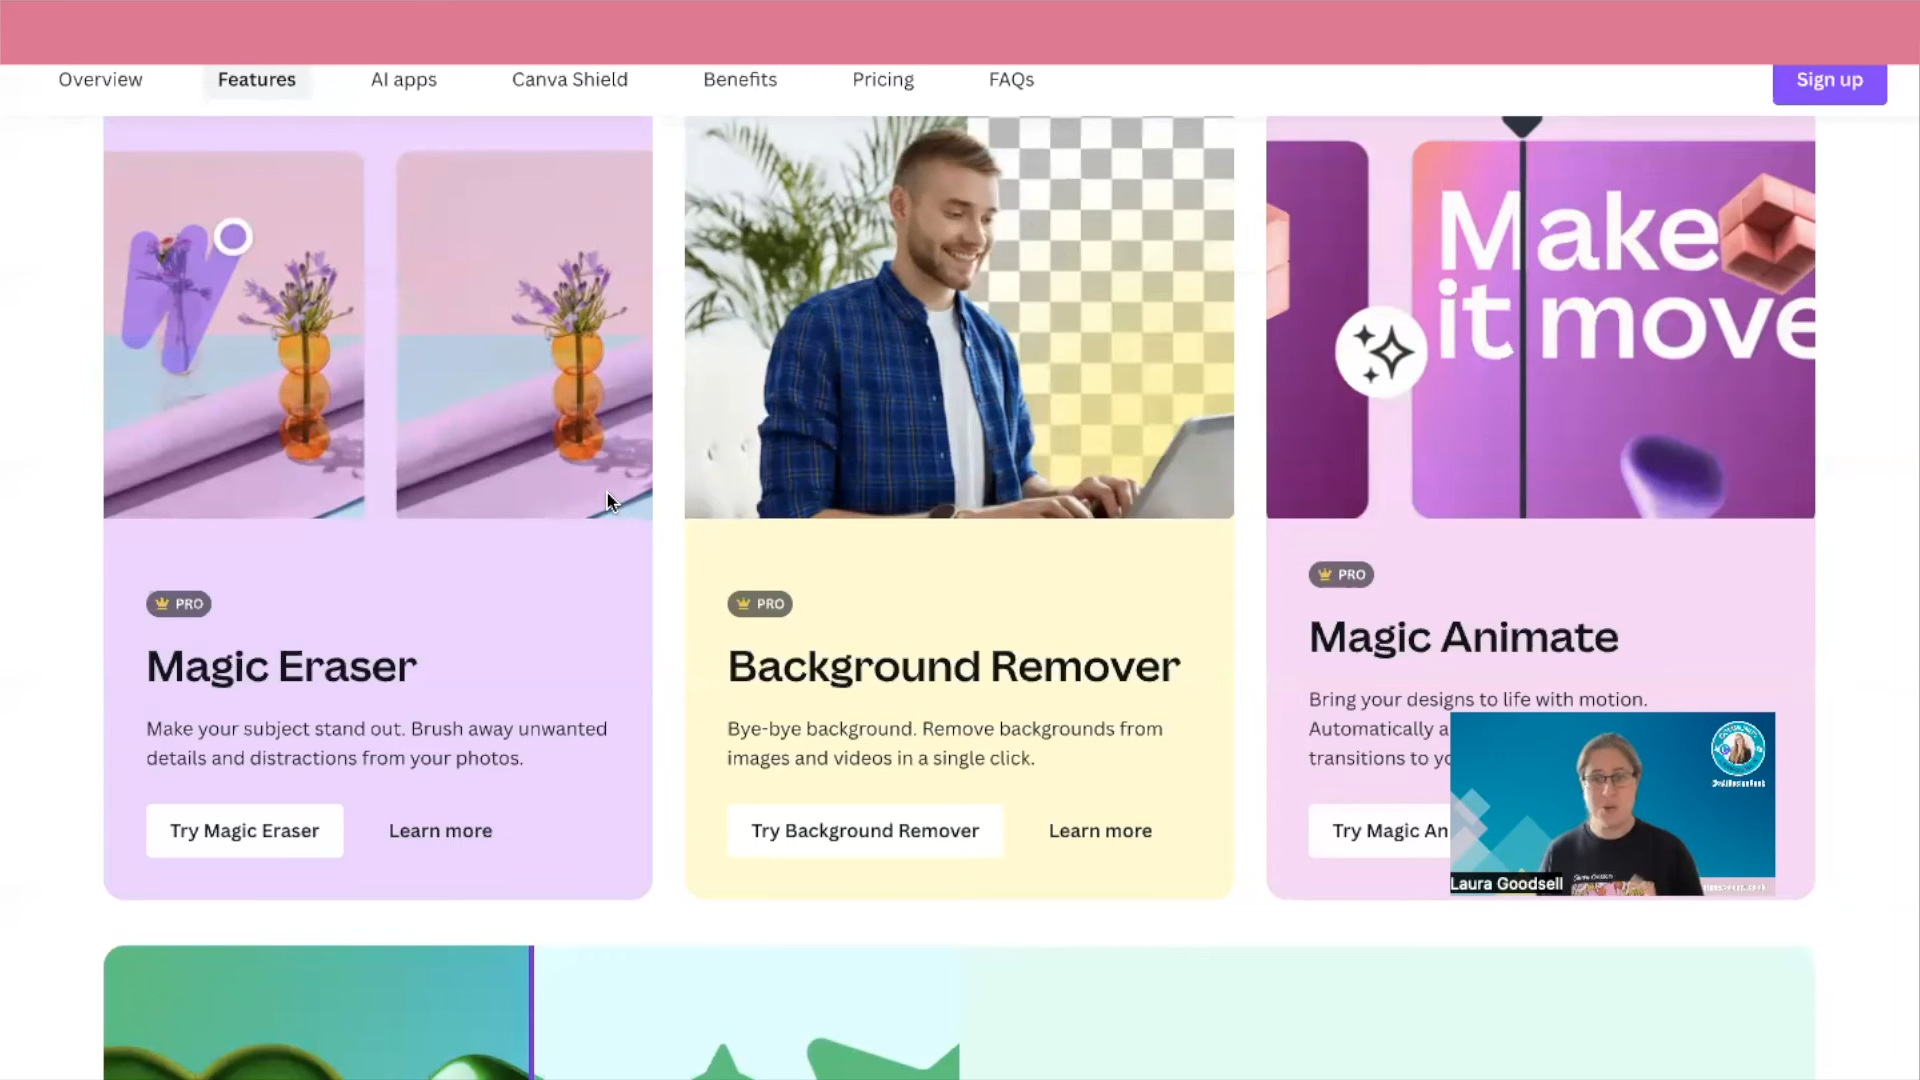 Overview
Features
AI apps
Canva Shield
Benefits
Pricing
FAQs
Sign up
Make
it move
PRO
Magic Eraser
Make your subject stand out. Brush away unwanted
details and distractions from your photos.
Try Magic Eraser
Learn more
PRO
Background Remover
Bye-bye background. Remove backgrounds from
images and videos in a single click.
Try Background Remover
Learn more
PRO
Magic Animate
Bring your designs to life with motion.
Automatically a
transitions to yo
Try Magic An
Laura Goodsell